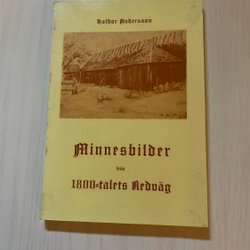 Haldor Andersson
Minnesbilder
från
1800=talets Redväg